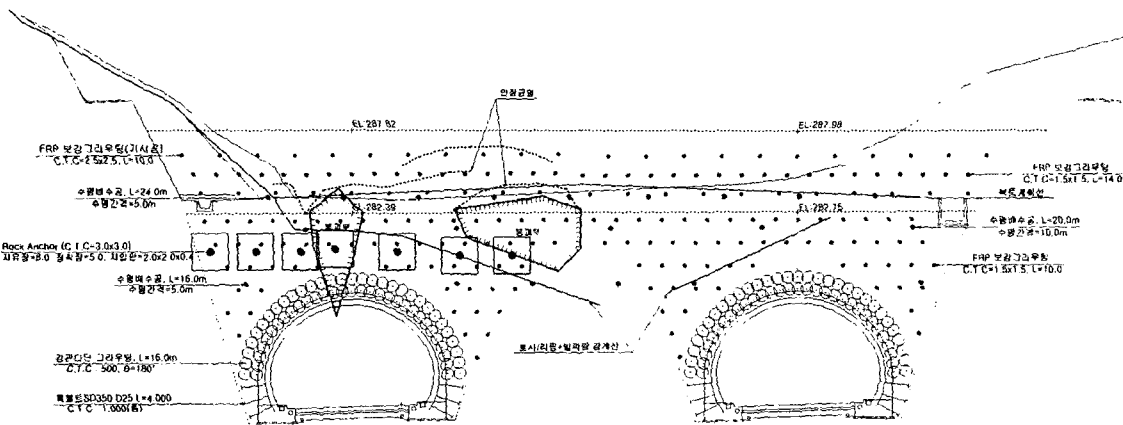 인장균열
EL:287.82
EL:287.98
FRP 보강그라우팅(기시공)
C.T.C=2.5x2.5, L=10.0
FRP 보강그라우팅
C.T.C=1.5x1.5, L=14.0
수평배수공, L=24.0m
수평간격=5.0m
복토계획선
282.39
EL:282.75
붕괴부
붕괴부
수평배수공, L=20.0m
수평간격=10.0m
Rock Anchor (C.T.C=3.0x3.0)
자유장=8.0, 정착장=5.0, 지압판=2.0x2.0x0.4
FRP 보강그라우팅
C.T.C=1.5x1.5, L=10.0
수평배수공, L=16.0m
수평간격=5.0m
토사/리핑+발파암 경계선
강관다단 그라우팅, L=16.0m
C.T.C 500, θ=180°
록볼트SD350 D25 L=4.000
C.T.C 1.000(종)